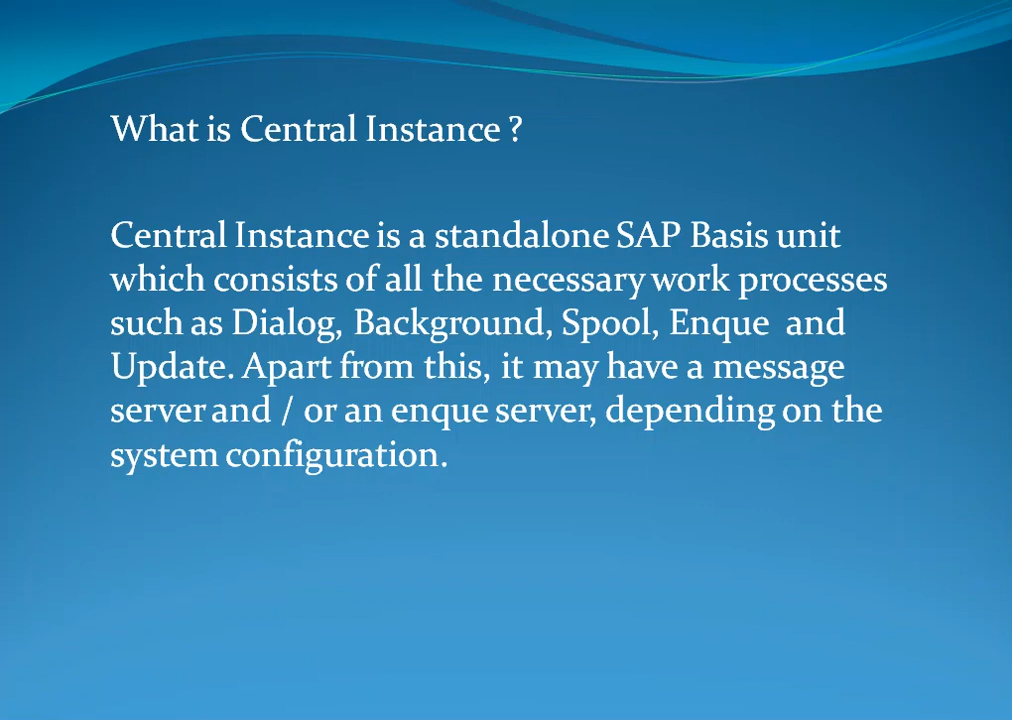 What is Central Instance ?
Central Instance is a standalone SAP Basis unit
which consists of all the necessary work processes
such as Dialog, Background, Spool, Enque and
Update. Apart from this, it may have a message
server and / or an enque server, depending on the
system configuration.